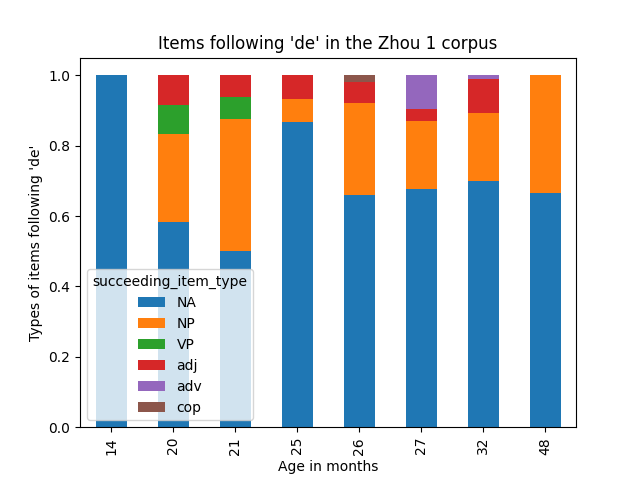 Items following 'de' in the Zhou 1 corpus
Types of items following 'de'
1.0
0.8
0.6
0.4
0.2
0.0
succeeding_item_type
NA
NP
VP
adj
adv
cop
14
20
21
25
26
27
32
48
Age in months